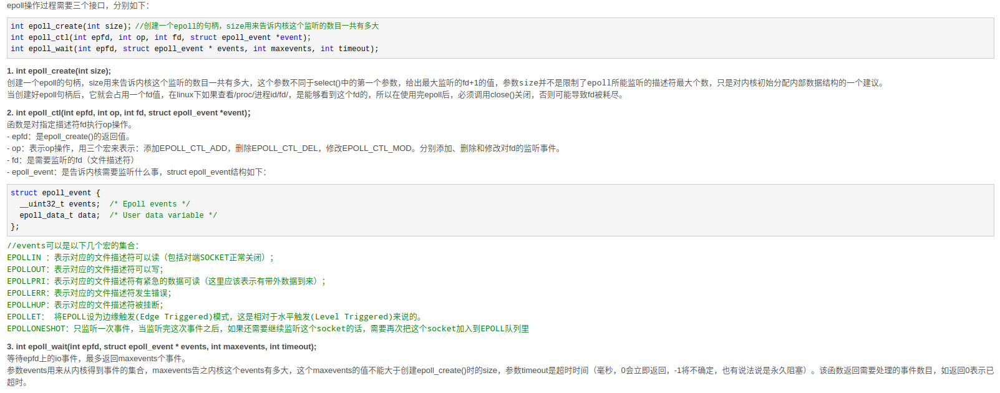 epoll操作过程需要三个接口，分别如下：
int epoll_create(int size)；//创建一个epoll的句柄，size用来告诉内核这个监听的数目一共有多大
int epoll_ctl(int epfd, int op, int fd, struct epoll_event *event)；
int epoll_wait(int epfd, struct epoll_event * events, int maxevents, int timeout);
1. int epoll_create(int size);
创建一个epoll的句柄，size用来告诉内核这个监听的数目一共有多大，这个参数不同于select()中的第一个参数，给出最大监听的fd+1的值，参数size并不是限制了epoll所能监听的描述符最大个数，只是对内核初始分配内部数据结构的一个建议。
当创建好epoll句柄后，它就会占用一个fd值，在linux下如果查看/proc/进程id/fd/，是能够看到这个fd的，所以在使用完epoll后，必须调用close()关闭，否则可能导致fd被耗尽。
2. int epoll_ctl(int epfd, int op, int fd, struct epoll_event *event)；
函数是对指定描述符fd执行op操作。
- epfd：是epoll_create()的返回值。
- op：表示op操作，用三个宏来表示：添加EPOLL_CTL_ADD，删除EPOLL_CTL_DEL，修改EPOLL_CTL_MOD。分别添加、删除和修改对fd的监听事件。
- fd：是需要监听的fd（文件描述符）
- epoll_event：是告诉内核需要监听什么事，struct epoll_event结构如下：
struct epoll_event {
  __uint32_t events;  /* Epoll events */
  epoll_data_t data;  /* User data variable */
};
//events可以是以下几个宏的集合：
EPOLLIN ：表示对应的文件描述符可以读（包括对端SOCKET正常关闭）；
EPOLLOUT：表示对应的文件描述符可以写；
EPOLLPRI：表示对应的文件描述符有紧急的数据可读（这里应该表示有带外数据到来）；
EPOLLERR：表示对应的文件描述符发生错误；
EPOLLHUP：表示对应的文件描述符被挂断；
EPOLLET： 将EPOLL设为边缘触发(Edge Triggered)模式，这是相对于水平触发(Level Triggered)来说的。
EPOLLONESHOT：只监听一次事件，当监听完这次事件之后，如果还需要继续监听这个socket的话，需要再次把这个socket加入到EPOLL队列里
3. int epoll_wait(int epfd, struct epoll_event * events, int maxevents, int timeout);
等待epfd上的io事件，最多返回maxevents个事件。
参数events用来从内核得到事件的集合，maxevents告之内核这个events有多大，这个maxevents的值不能大于创建epoll_create()时的size，参数timeout是超时时间（毫秒，0会立即返回，-1将不确定，也有说法说是永久阻塞）。该函数返回需要处理的事件数目，如返回0表示已
超时。